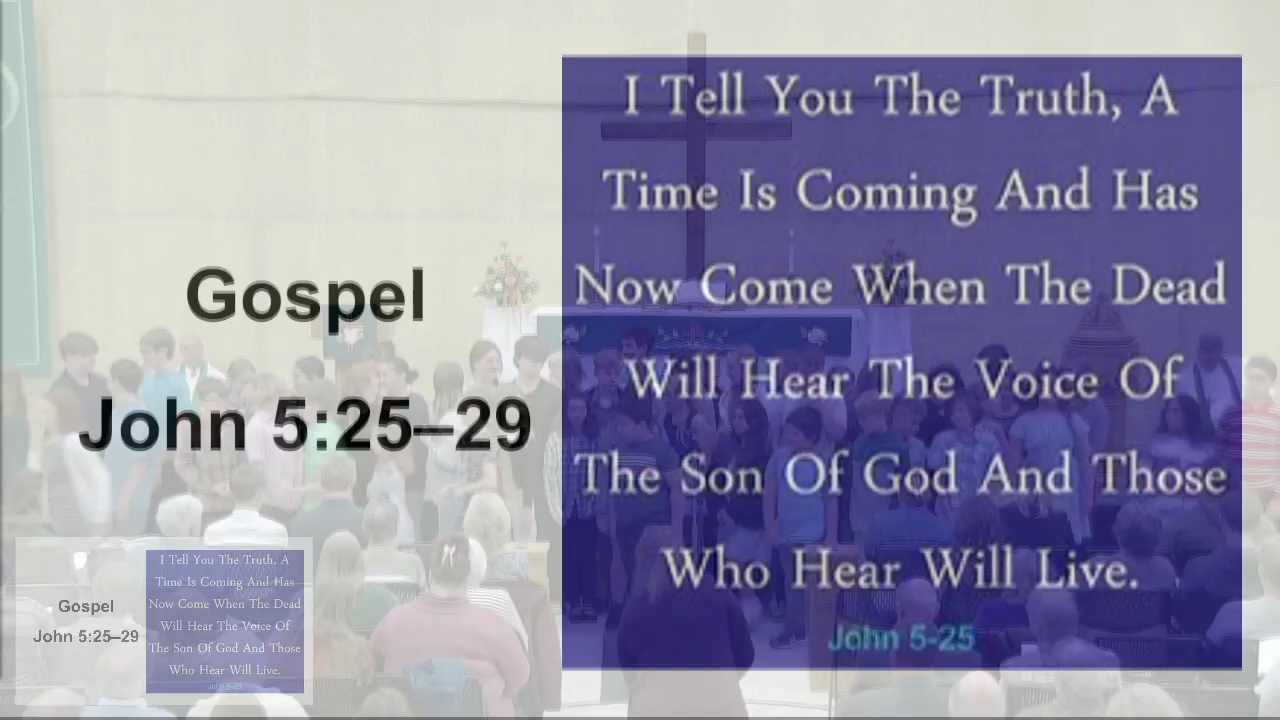 Gospel
John 5:25–29
I Tell You The Truth, A
Time Is Coming And Has
Now Come When The Dead
Will Hear The Voice Of
The Son Of God And Those
Who Hear Will Live.
John 5-25
Gospel
John 5:25–29
I Tell You The Truth, A
Time Is Coming And Has
Now Come When The Dead
Will Hear The Voice Of
The Son Of God And Those
Who Hear Will Live.
John 5-25